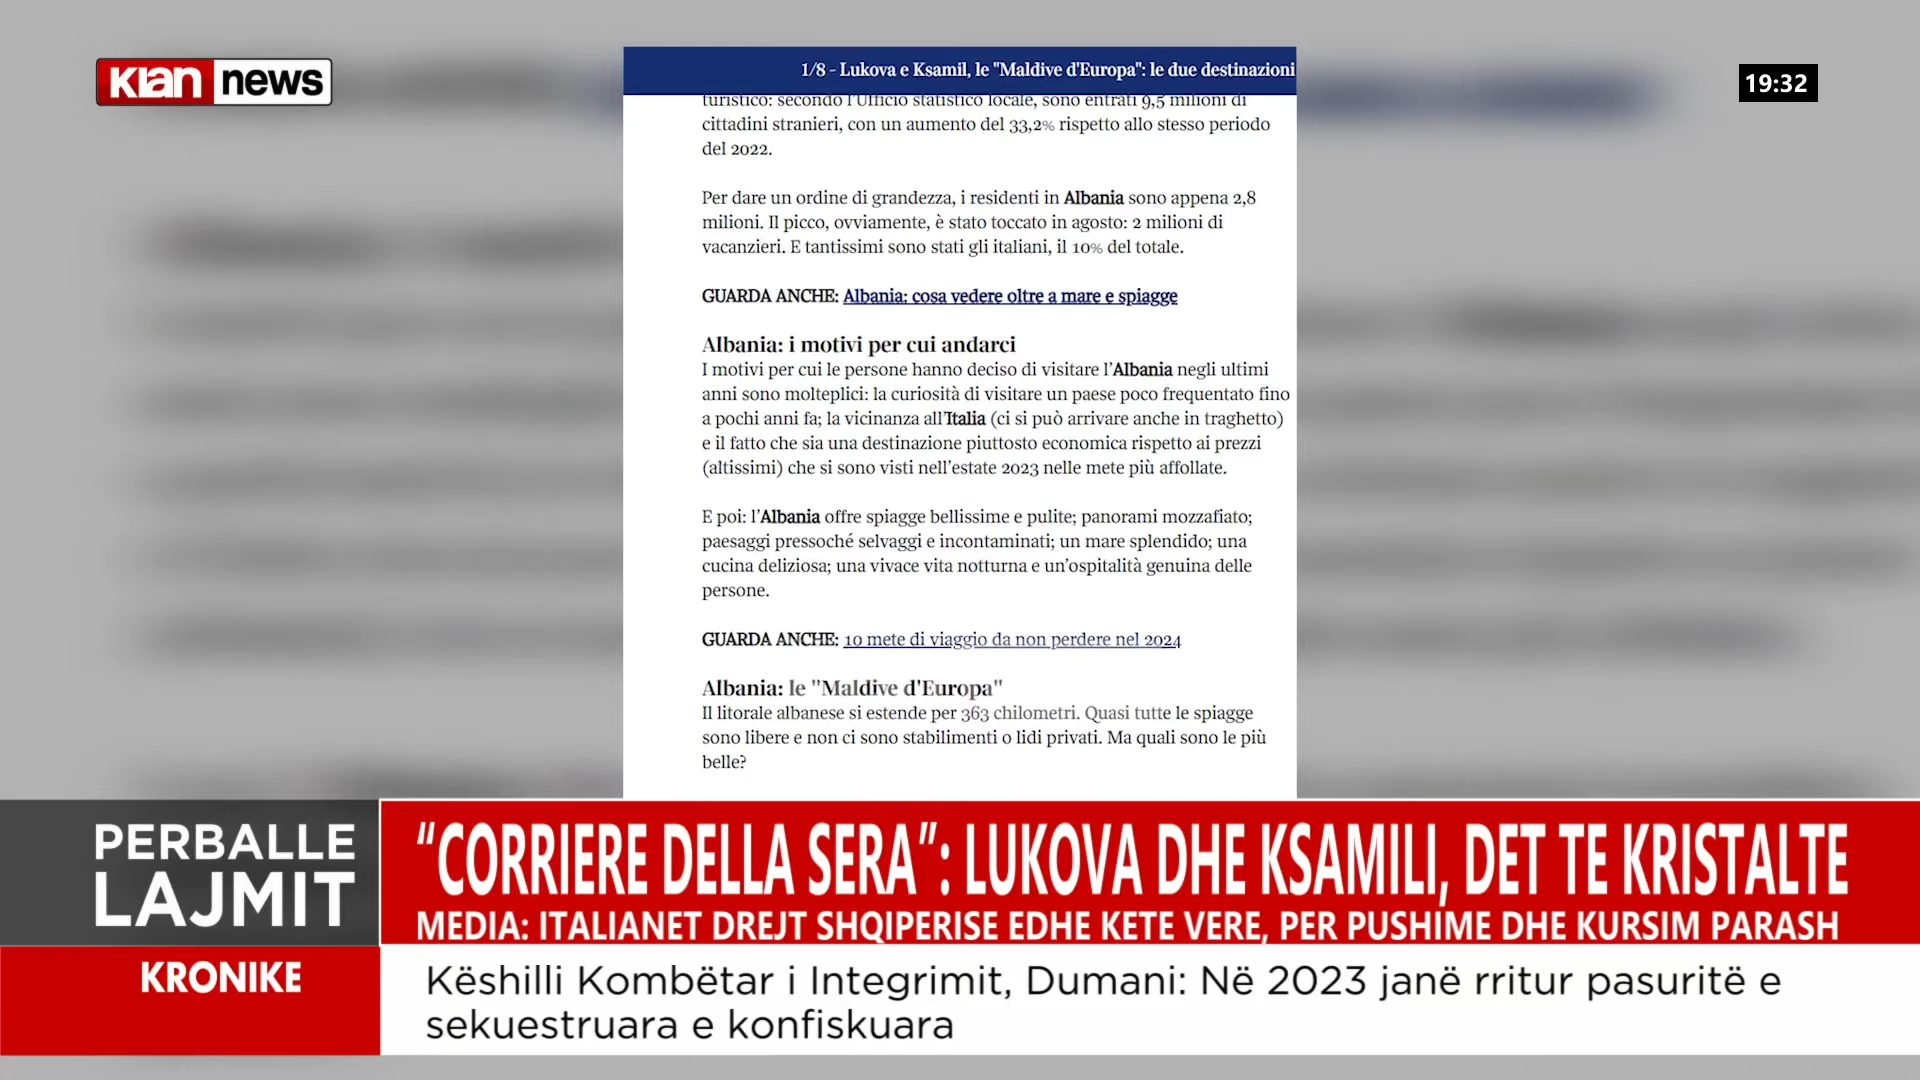 Klan news
19:32
1/8 - Lukova e Ksamil, le "Maldive d'Europa": le due destinazioni
turistico: secondo l'Ufficio statistico locale, sono entrati 9,5 milioni di
cittadini stranieri, con un aumento del 33,2% rispetto allo stesso periodo
del 2022.
Per dare un ordine di grandezza, i residenti in Albania sono appena 2,8
milioni. Il picco, ovviamente, è stato toccato in agosto: 2 milioni di
vacanzieri. E tantissimi sono stati gli italiani, il 10% del totale.
GUARDA ANCHE: Albania: cosa vedere oltre a mare e spiagge
Albania: i motivi per cui andarci
I motivi per cui le persone hanno deciso di visitare l'Albania negli ultimi
anni sono molteplici: la curiosità di visitare un paese poco frequentato fino
a pochi anni fa; la vicinanza all'Italia (ci si può arrivare anche in traghetto)
e il fatto che sia una destinazione piuttosto economica rispetto ai prezzi
(altissimi) che si sono visti nell'estate 2023 nelle mete più affollate.
E poi: l'Albania offre spiagge bellissime e pulite; panorami mozzafiato;
paesaggi pressoché selvaggi e incontaminati; un mare splendido; una
cucina deliziosa; una vivace vita notturna e un'ospitalità genuina delle
persone.
GUARDA ANCHE: 10 mete di viaggio da non perdere nel 2024
Albania: le "Maldive d'Europa"
Il litorale albanese si estende per 363 chilometri. Quasi tutte le spiagge
sono libere e non ci sono stabilimenti o lidi privati. Ma quali sono le più
belle?
PERBALLE
LAJMIT
"CORRIERE DELLA SERA": LUKOVA DHE KSAMILI, DET TE KRISTALTE
MEDIA: ITALIANET DREJT SHQIPERISE EDHE KETE VERE, PER PUSHIME DHE KURSIM PARASH
KRONIKE
Këshilli Kombëtar i Integrimit, Dumani: Në 2023 janë rritur pasuritë e
sekuestruara e konfiskuara